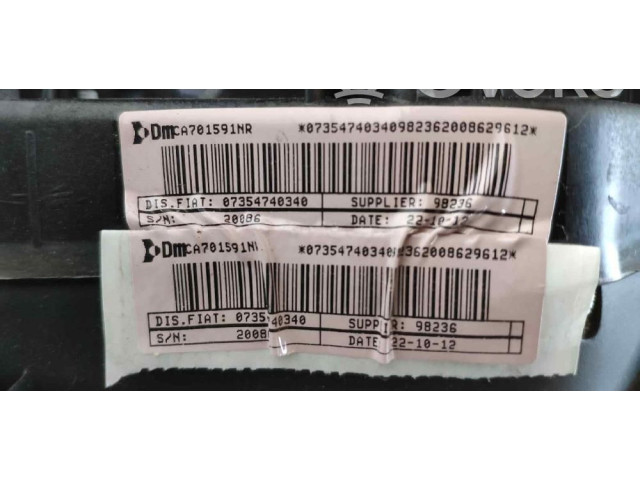 Dm CA701591NR *07354740340982362008629612*
DIS.FIAT: 07354740340 SUPPLIER: 98236
S/N: 20086 DATE: 22-10-12
Dm CA701591N *07354740340 362008629612*
DIS.FIAT: 0735 40340 98236
S/N: 2008 DATE 22-10-12